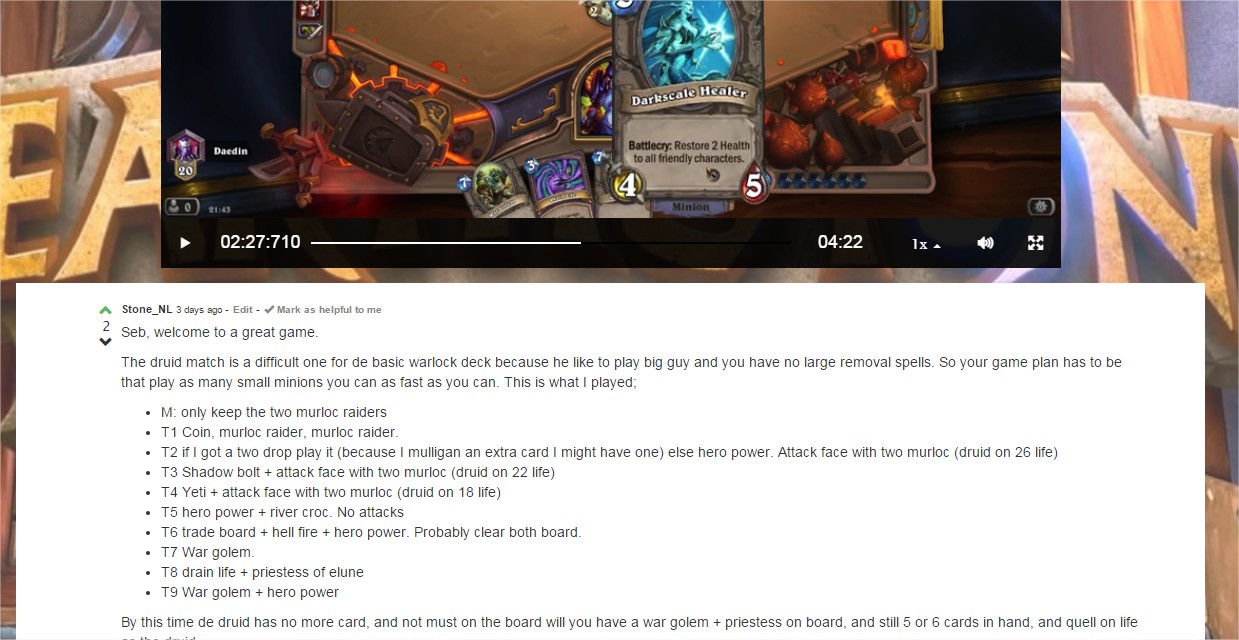 2
Darkscale Healer
Battlecry: Restore 2 Health
to all friendly characters.
Daedin
20
1
3
7
4
5
Minion
0
21:43
02:27:710
04:22
1x
Stone_NL 3 days ago - Edit - ✔ Mark as helpful to me
2
Seb, welcome to a great game.
The druid match is a difficult one for de basic warlock deck because he like to play big guy and you have no large removal spells. So your game plan has to be
that play as many small minions you can as fast as you can. This is what I played;
• M: only keep the two murloc raiders
• T1 Coin, murloc raider, murloc raider.
• T2 if I got a two drop play it (because I mulligan an extra card I might have one) else hero power. Attack face with two murloc (druid on 26 life)
• T3 Shadow bolt + attack face with two murloc (druid on 22 life)
• T4 Yeti + attack face with two murloc (druid on 18 life)
• T5 hero power + river croc. No attacks
• T6 trade board + hell fire + hero power. Probably clear both board.
• T7 War golem.
• T8 drain life + priestess of elune
• T9 War golem + hero power
By this time de druid has no more card, and not must on the board will you have a war golem + priestess on board, and still 5 or 6 cards in hand, and quell on life